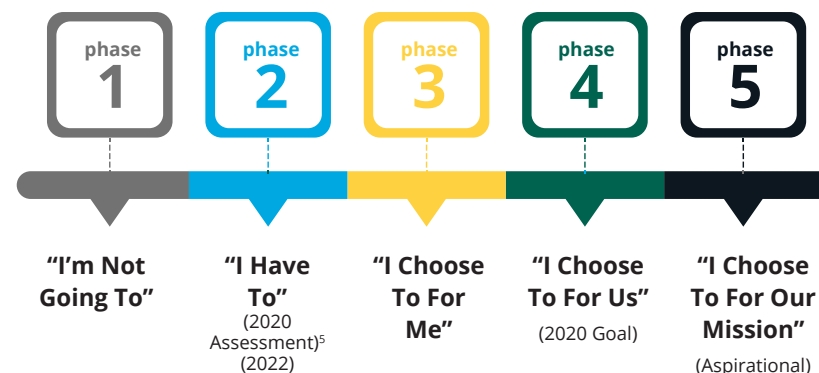 phase
1
phase
2
phase
3
phase
4
phase
5
“I’m Not
Going To”
“I Have
To”
(2020
Assessment)⁵
(2022)
“I Choose
To For
Me”
“I Choose
To For Us”
(2020 Goal)
“I Choose
To For Our
Mission”
(Aspirational)